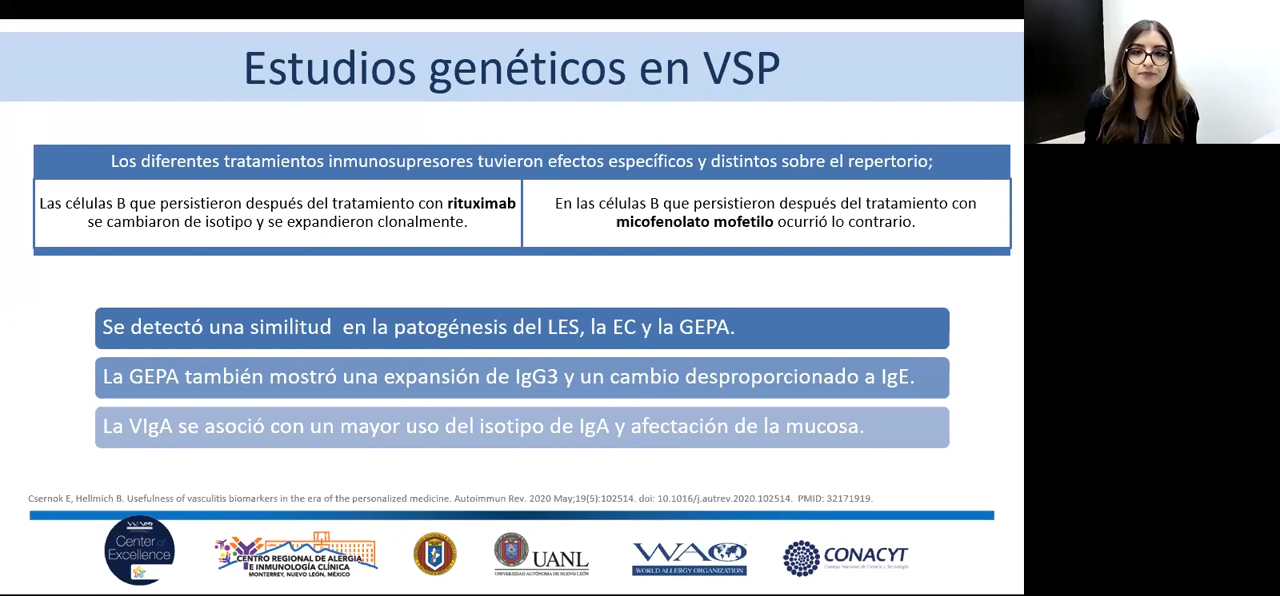 Estudios genéticos en VSP
Los diferentes tratamientos inmunosupresores tuvieron efectos específicos y distintos sobre el repertorio;
Las células B que persistieron después del tratamiento con rituximab
se cambiaron de isotipo y se expandieron clonalmente.
En las células B que persistieron después del tratamiento con
micofenolato mofetilo ocurrió lo contrario.
Se detectó una similitud en la patogénesis del LES, la EC y la GEPA.
La GEPA también mostró una expansión de IgG3 y un cambio desproporcionado a IgE.
La VIgA se asoció con un mayor uso del isotipo de IgA y afectación de la mucosa.
Csernok E, Hellmich B. Usefulness of vasculitis biomarkers in the era of the personalized medicine. Autoimmun Rev. 2020 May;19(5):102514. doi: 10.1016/j.autrev.2020.102514. PMID: 32171919.
WAO
Center of
Excellence
CENTRO REGIONAL DE ALERGIA
E INMUNOLOGÍA CLÍNICA
MONTERREY, NUEVO LEÓN, MÉXICO
UANL
UNIVERSIDAD AUTÓNOMA DE NUEVO LEÓN
WAO
WORLD ALLERGY ORGANIZATION
CONACYT
Consejo Nacional de Ciencia y Tecnología